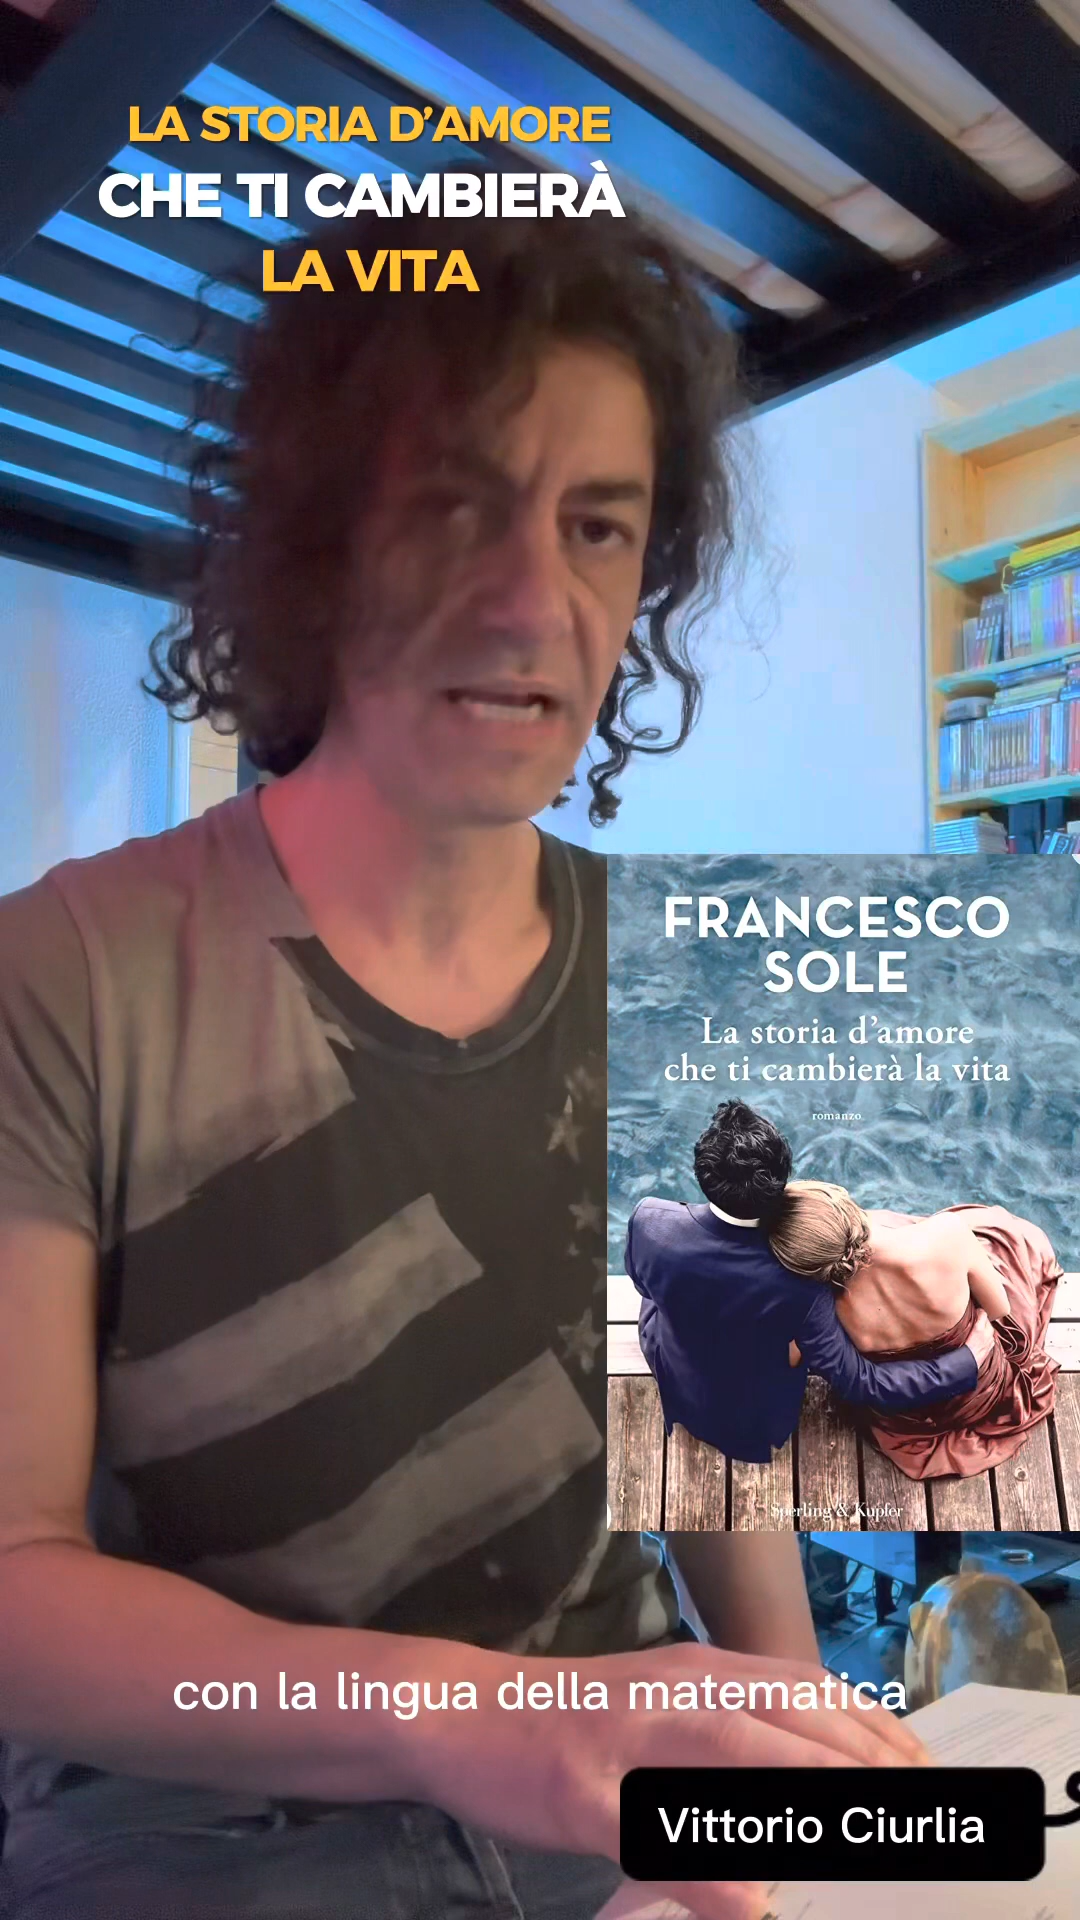 LA STORIA D'AMORE
CHE TI CAMBIERÀ
LA VITA
FRANCESCO
SOLE
La storia d'amore
che ti cambierà la vita
romanzo
Sperling & Kupfer
con la lingua della matematica
Vittorio Ciurlia